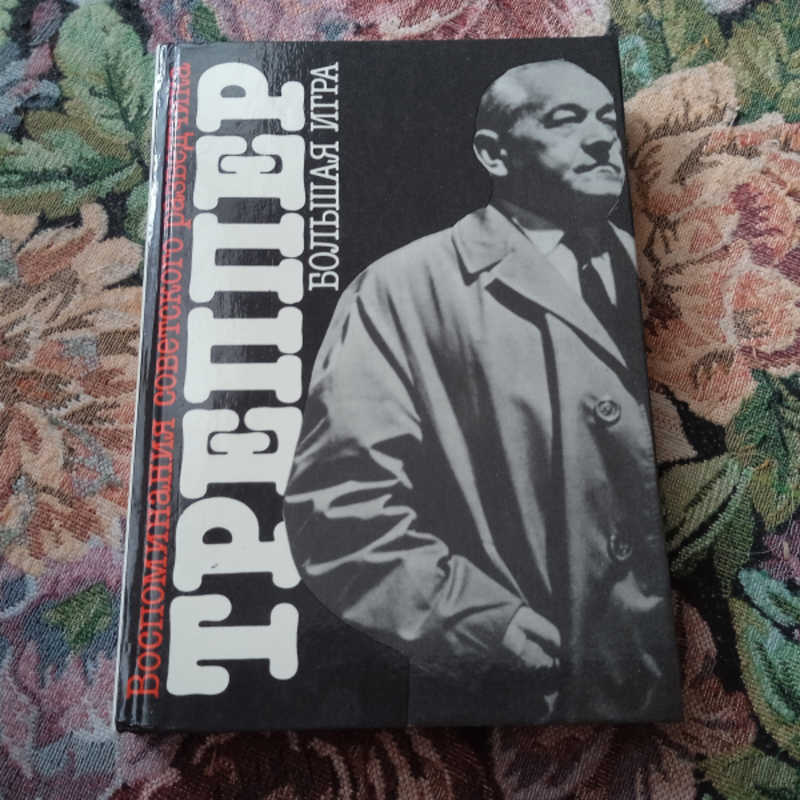 Воспоминания советского разведчика
ТРЕППЕР
БОЛЬШАЯ ИГРА